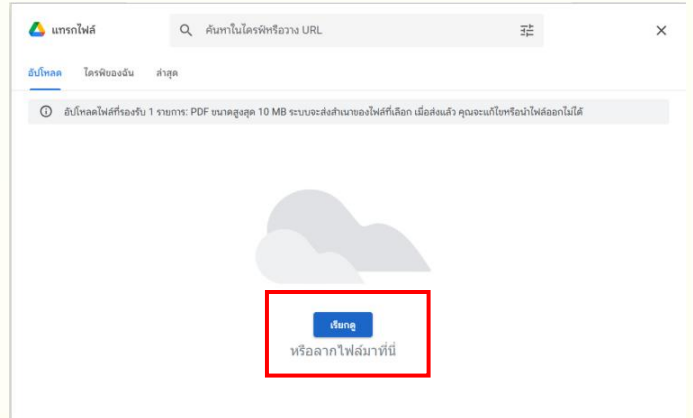 แทรกไฟล์
ค้นหาในไดรฟ์หรือวาง URL
อัปโหลด ไดรฟ์ของฉัน ล่าสุด
อัปโหลดไฟล์ที่รองรับ 1 รายการ: PDF ขนาดสูงสุด 10 MB ระบบจะส่งสำเนาของไฟล์ที่เลือก เมื่อส่งแล้ว คุณจะแก้ไขหรือนำไฟล์ออกไม่ได้
เรียกดู
หรือลากไฟล์มาที่นี่